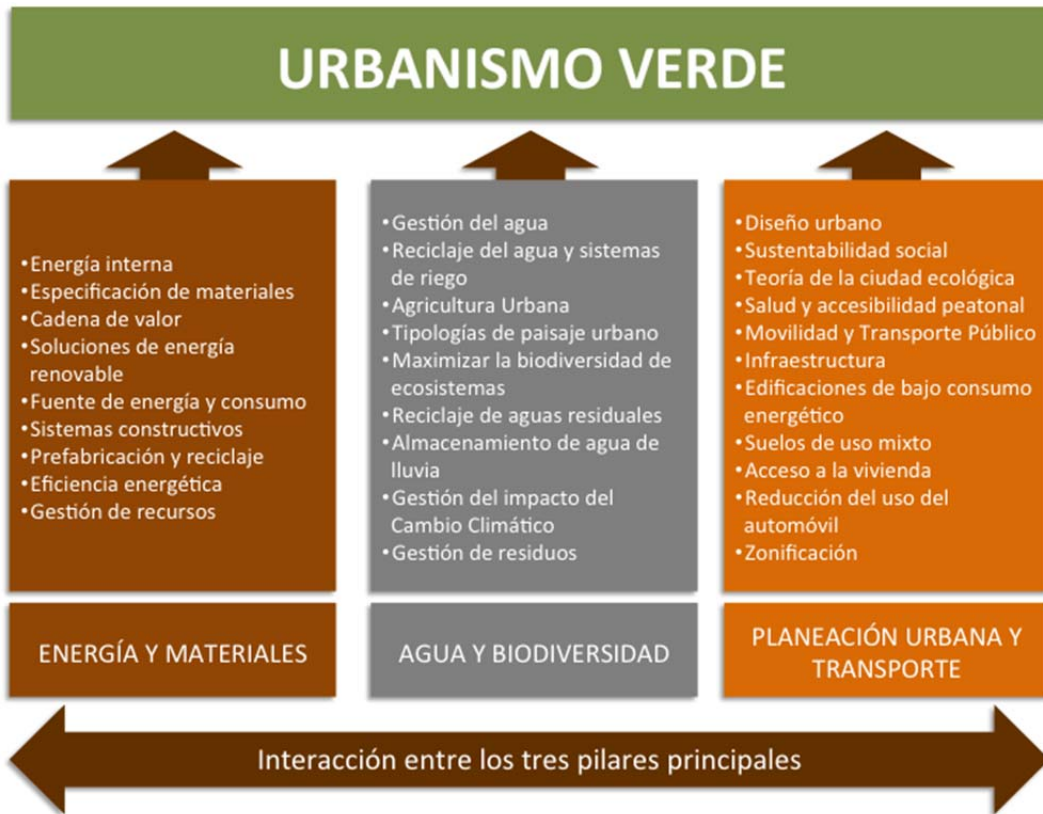 URBANISMO VERDE
•Energía interna
•Especificación de materiales
•Cadena de valor
•Soluciones de energía
renovable
•Fuente de energía y consumo
•Sistemas constructivos
•Prefabricación y reciclaje
•Eficiencia energética
•Gestión de recursos
ENERGÍA Y MATERIALES
•Gestión del agua
•Reciclaje del agua y sistemas
de riego
•Agricultura Urbana
•Tipologías de paisaje urbano
•Maximizar la biodiversidad de
ecosistemas
•Reciclaje de aguas residuales
•Almacenamiento de agua de
lluvia
•Gestión del impacto del
Cambio Climático
•Gestión de residuos
AGUA Y BIODIVERSIDAD
•Diseño urbano
•Sustentabilidad social
•Teoría de la ciudad ecológica
•Salud y accesibilidad peatonal
•Movilidad y Transporte Público
•Infraestructura
•Edificaciones de bajo consumo
energético
•Suelos de uso mixto
•Acceso a la vivienda
•Reducción del uso del
automóvil
•Zonificación
PLANEACIÓN URBANA Y
TRANSPORTE
Interacción entre los tres pilares principales